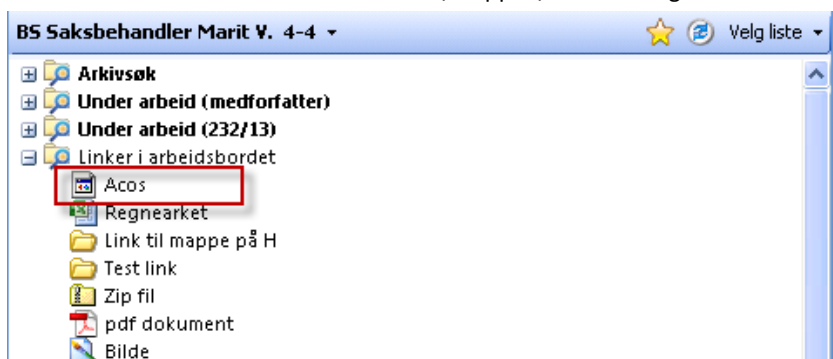 BS Saksbehandler Marit V. 4-4 Velg liste
Arkivsøk
Under arbeid (medforfatter)
Under arbeid (232/13)
Linker i arbeidsbordet
Acos
Regnearket
Link til mappe på H
Test link
Zip fil
pdf dokument
Bilde